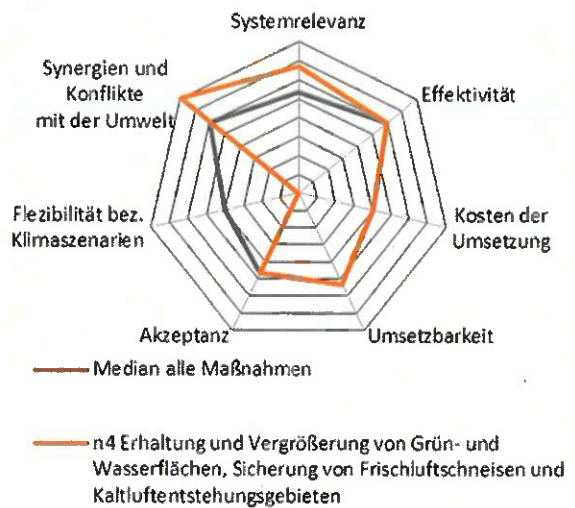 Systemrelevanz
Synergien und
Konflikte
mit der Umwelt
Effektivität
Flezibilität bez.
Klimaszenarien
Kosten der
Umsetzung
Akzeptanz
Umsetzbarkeit
Median alle Maßnahmen
n4 Erhaltung und Vergrößerung von Grün- und
Wasserflächen, Sicherung von Frischluftschneisen und
Kaltluftentstehungsgebieten